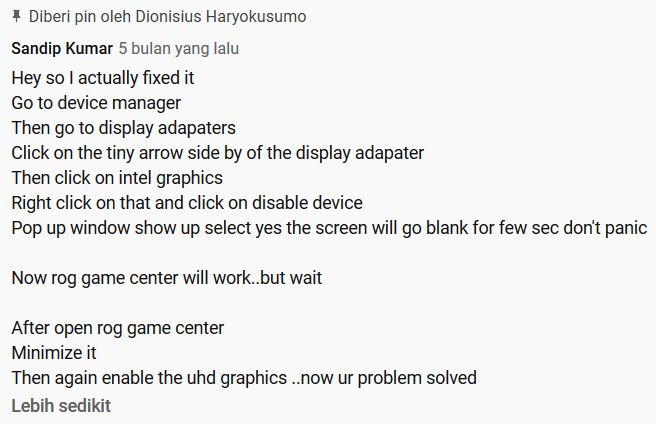 Diberi pin oleh Dionisius Haryokusumo
Sandip Kumar 5 bulan yang lalu
Hey so I actually fixed it
Go to device manager
Then go to display adapaters
Click on the tiny arrow side by of the display adapater
Then click on intel graphics
Right click on that and click on disable device
Pop up window show up select yes the screen will go blank for few sec don't panic
Now rog game center will work..but wait
After open rog game center
Minimize it
Then again enable the uhd graphics ..now ur problem solved
Lebih sedikit